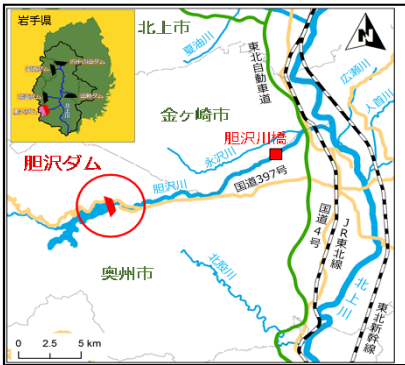 岩手県
北上川
北上市
夏油川
東北自動車道
N
広瀬川
人首川
金ヶ崎市
胆沢川橋
永沢川
胆沢ダム
胆沢川
国道397号
国道4号
JR東北線
北上川
東北新幹線
奥州市
北股川
0 2.5 5 km